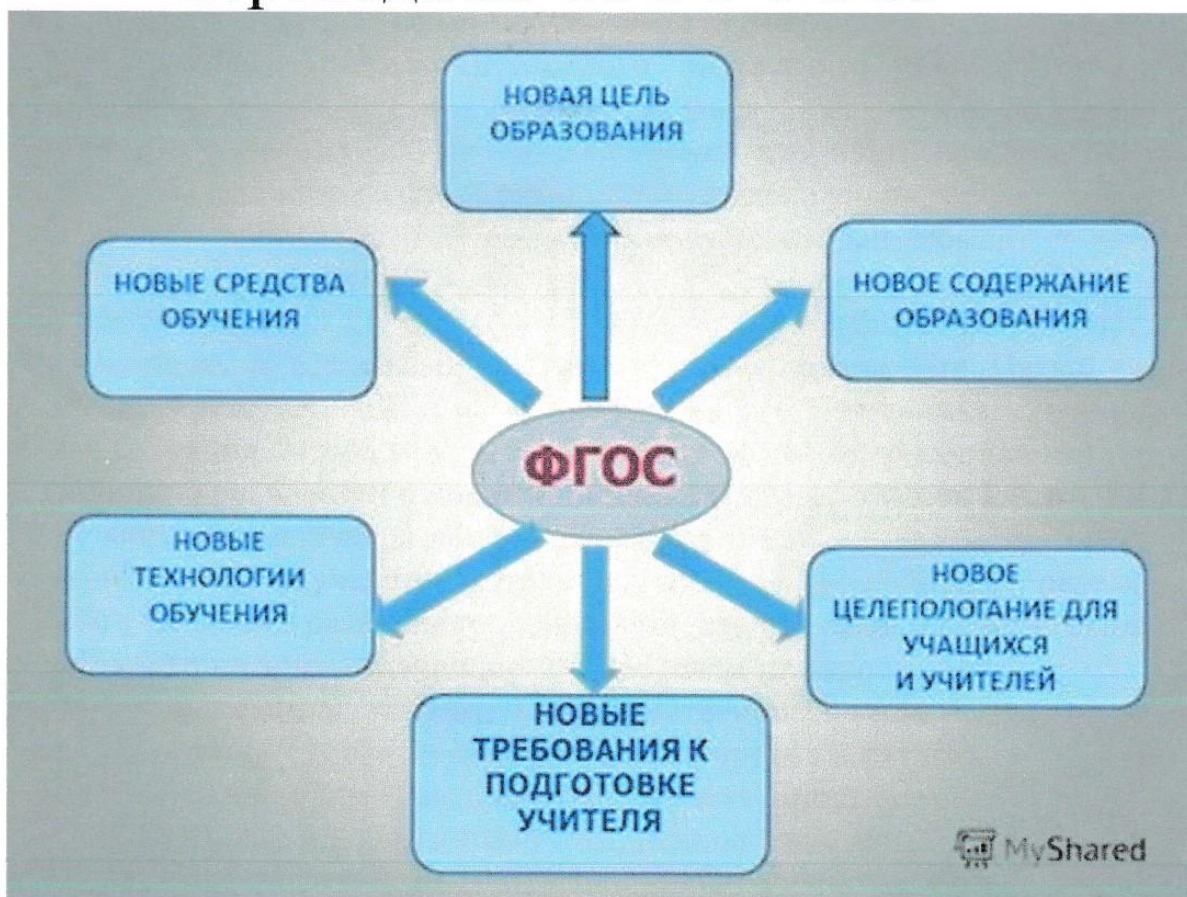 НОВАЯ ЦЕЛЬ
ОБРАЗОВАНИЯ
НОВЫЕ СРЕДСТВА
ОБУЧЕНИЯ
НОВОЕ СОДЕРЖАНИЕ
ОБРАЗОВАНИЯ
ФГОС
НОВЫЕ
ТЕХНОЛОГИИ
ОБУЧЕНИЯ
НОВОЕ
ЦЕЛЕПОЛОГАНИЕ ДЛЯ
УЧАЩИХСЯ
И УЧИТЕЛЕЙ
НОВЫЕ
ТРЕБОВАНИЯ К
ПОДГОТОВКЕ
УЧИТЕЛЯ
MyShared